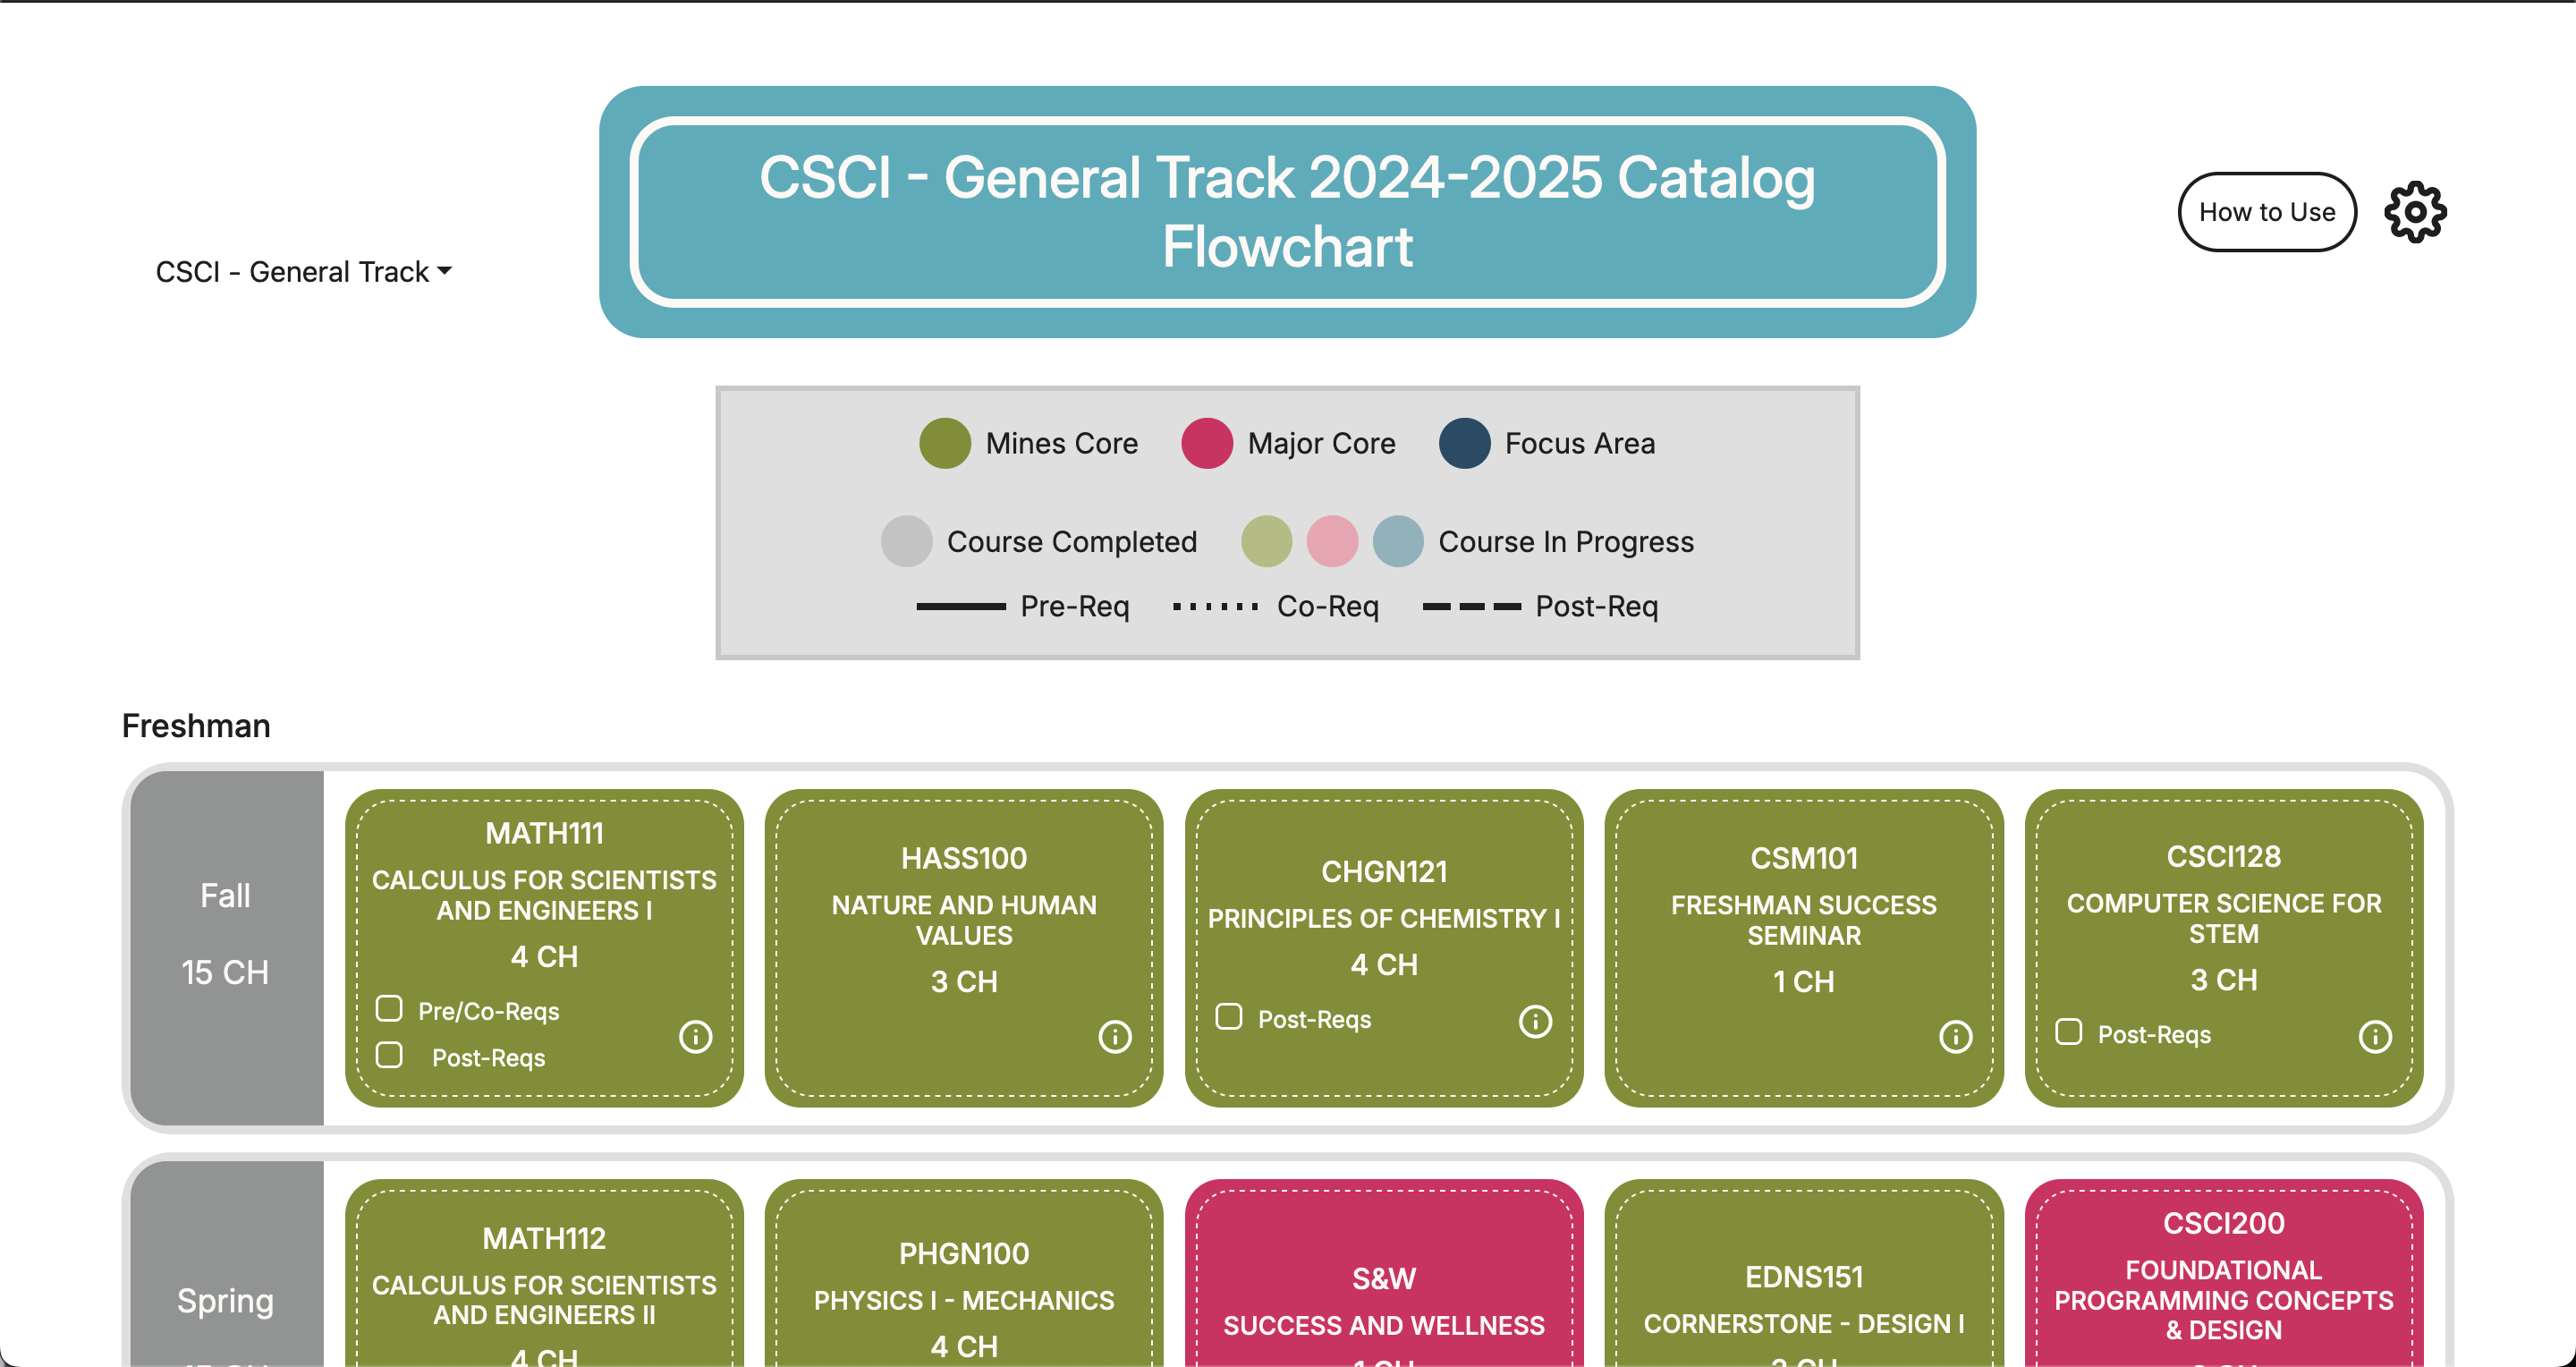 CSCI - General Track 2024-2025 Catalog
Flowchart
CSCI - General Track
How to Use
Mines Core
Major Core
Focus Area
Course Completed
Course In Progress
Pre-Req
Co-Req
Post-Req
Freshman
Fall
15 CH
MATH111
CALCULUS FOR SCIENTISTS
AND ENGINEERS I
4 CH
Pre/Co-Reqs
Post-Reqs
HASS100
NATURE AND HUMAN
VALUES
3 CH
CHGN121
PRINCIPLES OF CHEMISTRY I
4 CH
Post-Reqs
CSM101
FRESHMAN SUCCESS
SEMINAR
1 CH
CSCI128
COMPUTER SCIENCE FOR
STEM
3 CH
Post-Reqs
Spring
MATH112
CALCULUS FOR SCIENTISTS
AND ENGINEERS II
4 CH
PHGN100
PHYSICS I - MECHANICS
4 CH
S&W
SUCCESS AND WELLNESS
1 CH
EDNS151
CORNERSTONE - DESIGN I
CSCI200
FOUNDATIONAL
PROGRAMMING CONCEPTS
& DESIGN